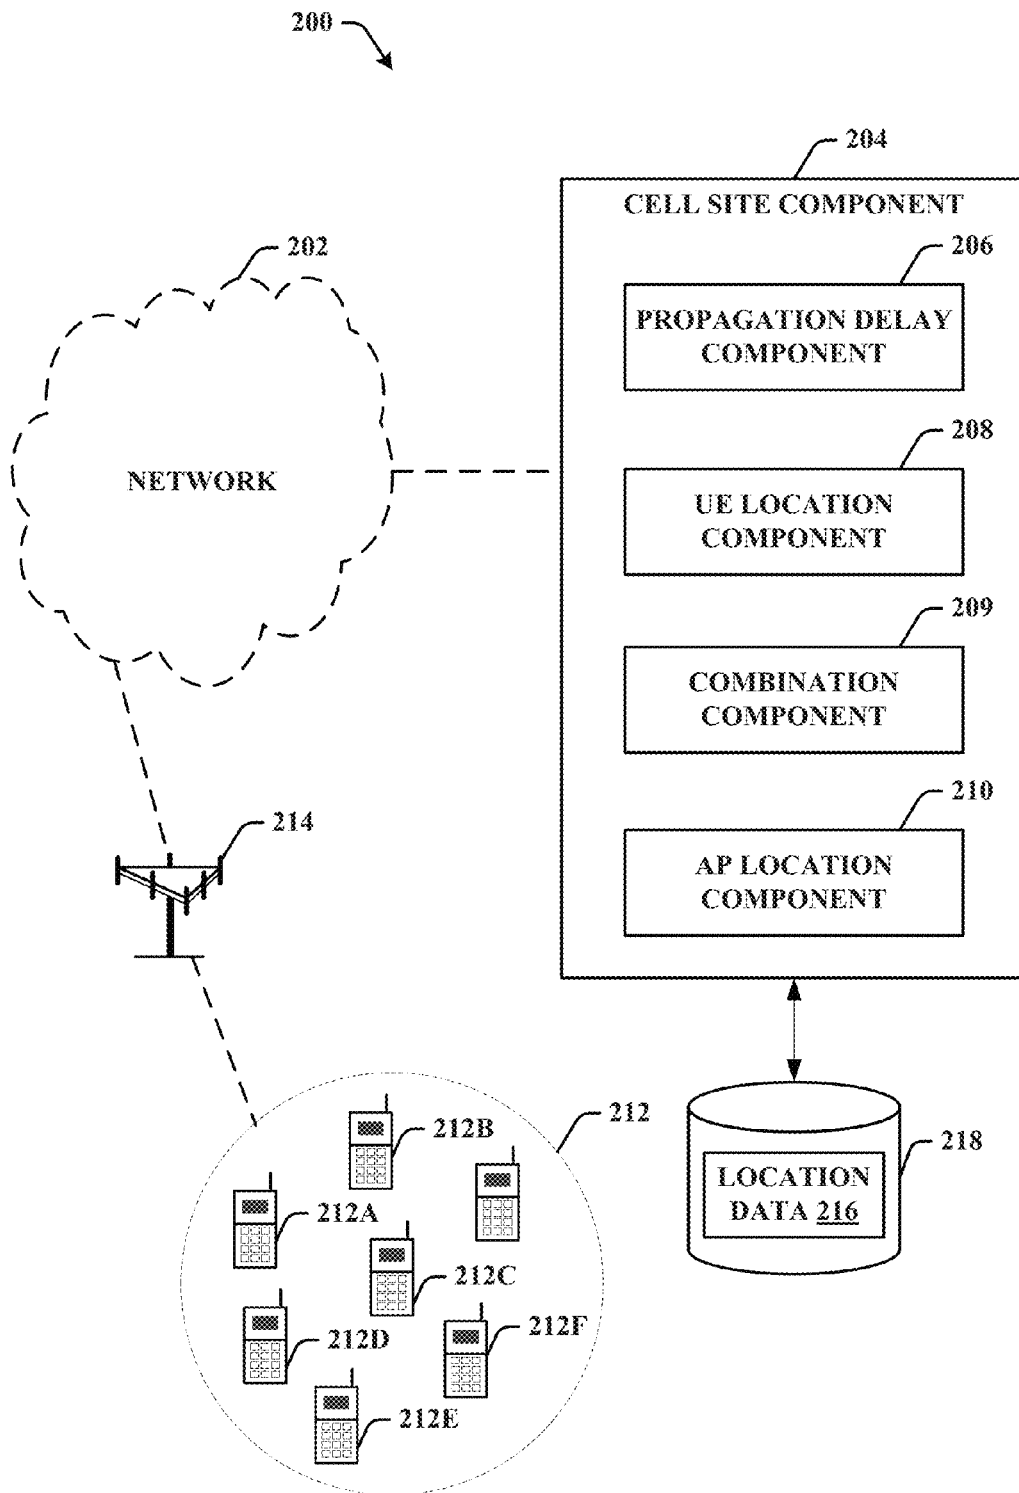 200
204
CELL SITE COMPONENT
202
206
PROPAGATION DELAY
COMPONENT
NETWORK
208
UE LOCATION
COMPONENT
209
COMBINATION
COMPONENT
214
210
AP LOCATION
COMPONENT
212
212B
218
LOCATION
DATA 216
212A
212C
212D
212F
212E